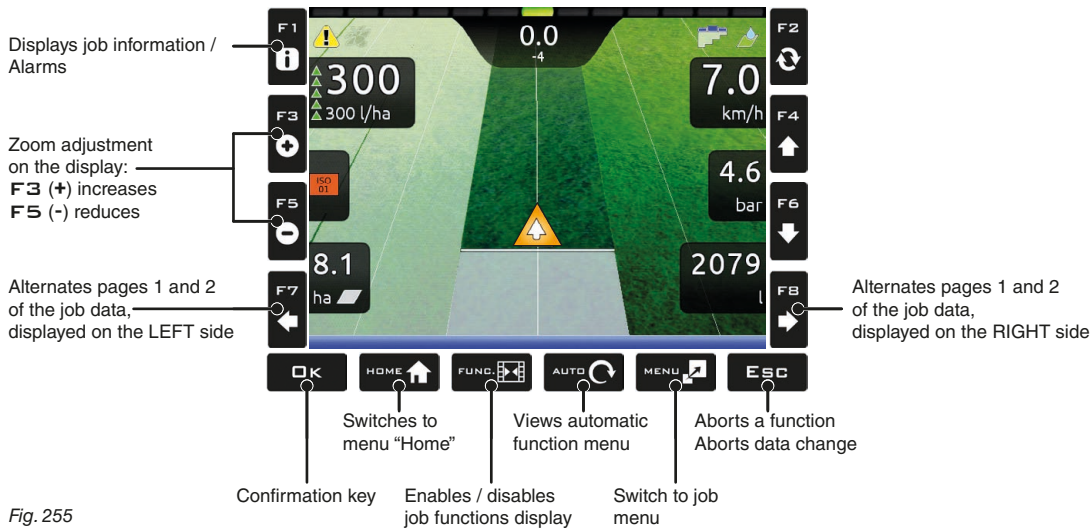 Displays job information /
Alarms
Zoom adjustment
on the display:
F3 (+) increases
F5 (-) reduces
Alternates pages 1 and 2
of the job data,
displayed on the LEFT side
F1
F3
F5
F7
0.0
-4
300
300 l/ha
ISO
01
8.1
ha
7.0
km/h
4.6
bar
2079
l
F2
F4
F6
F8
Alternates pages 1 and 2
of the job data,
displayed on the RIGHT side
OK
HOME
FUNC.
AUTO
MENU
ESC
Switches to
menu “Home”
Views automatic
function menu
Aborts a function
Aborts data change
Confirmation key
Enables / disables
job functions display
Switch to job
menu
Fig. 255